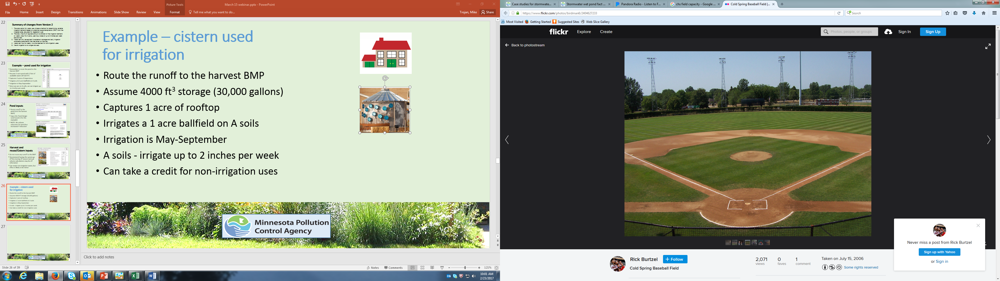 Picture Tools
March 15 webinar.pptx - PowerPoint
File
Home
Insert
Design
Transitions
Animations
Slide Show
Review
View
Format
Tell me what you want to do...
Trojan, Mike
Share
22
Summary of changes from Version 2
Minnesota Pollution
Control Agency
23
Example – pond used for irrigation
24
Pond inputs
25
Harvest and
reuse/Cistern inputs
26
Example – cistern used
for irrigation
27
Example – cistern used
for irrigation
• Route the runoff to the harvest BMP
• Assume 4000 ft³ storage (30,000 gallons)
• Captures 1 acre of rooftop
• Irrigates a 1 acre ballfield on A soils
• Irrigation is May-September
• A soils - irrigate up to 2 inches per week
• Can take a credit for non-irrigation uses
Minnesota Pollution
Control Agency
Click to add notes
Slide 26 of 39
Notes
Comments
121%
10:01 AM
2/23/2017
Case studies for stormwate...
Stormwater wet pond fact ...
Pandora Radio - Listen to F...
chs field capacity - Google ...
Cold Spring Baseball Field |...
https://www.flickr.com/photos/birdman6/2404627233
Search
Most Visited
Getting Started
Suggested Sites
Web Slice Gallery
flickr
Explore
Create
Photos, people, or groups
Sign In
Sign Up
Back to photostream
Never miss a post from Rick Burtzel
Sign up with Yahoo
or Sign in
Rick Burtzel
+ Follow
Cold Spring Baseball Field
2,071
views
0
faves
1
comment
Taken on July 15, 2006
Some rights reserved